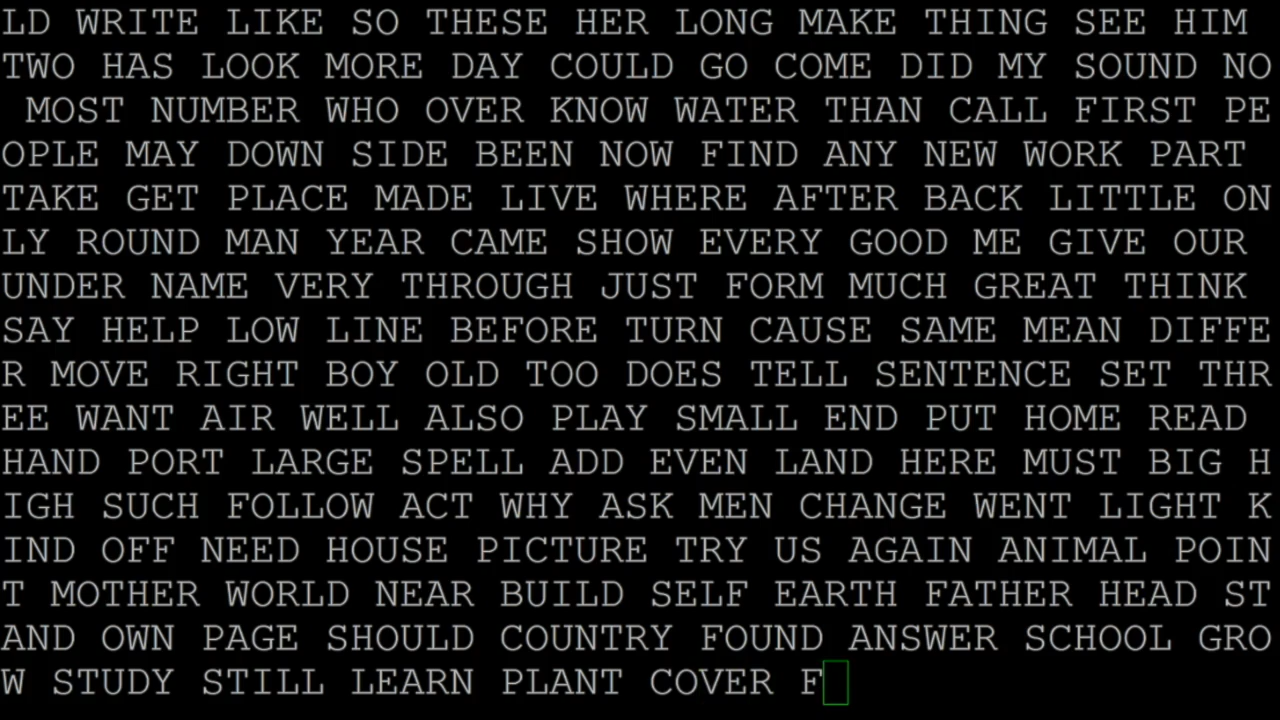 LD WRITE LIKE SO THESE HER LONG MAKE THING SEE HIM
TWO HAS LOOK MORE DAY COULD GO COME DID MY SOUND NO
 MOST NUMBER WHO OVER KNOW WATER THAN CALL FIRST PE
OPLE MAY DOWN SIDE BEEN NOW FIND ANY NEW WORK PART
TAKE GET PLACE MADE LIVE WHERE AFTER BACK LITTLE ON
LY ROUND MAN YEAR CAME SHOW EVERY GOOD ME GIVE OUR
UNDER NAME VERY THROUGH JUST FORM MUCH GREAT THINK
SAY HELP LOW LINE BEFORE TURN CAUSE SAME MEAN DIFFE
R MOVE RIGHT BOY OLD TOO DOES TELL SENTENCE SET THR
EE WANT AIR WELL ALSO PLAY SMALL END PUT HOME READ
HAND PORT LARGE SPELL ADD EVEN LAND HERE MUST BIG H
IGH SUCH FOLLOW ACT WHY ASK MEN CHANGE WENT LIGHT K
IND OFF NEED HOUSE PICTURE TRY US AGAIN ANIMAL POIN
T MOTHER WORLD NEAR BUILD SELF EARTH FATHER HEAD ST
AND OWN PAGE SHOULD COUNTRY FOUND ANSWER SCHOOL GRO
W STUDY STILL LEARN PLANT COVER F